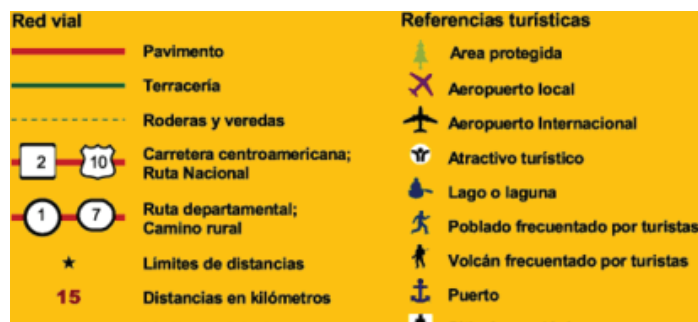 Red vial
Pavimento
Terracería
Roderas y veredas
2 10 Carretera centroamericana;
Ruta Nacional
1 7 Ruta departamental;
Camino rural
Limites de distancias
15 Distancias en kilómetros
Referencias turísticas
Area protegida
Aeropuerto local
Aeropuerto Internacional
Atractivo turístico
Lago o laguna
Poblado frecuentado por turistas
Volcán frecuentado por turistas
Puerto